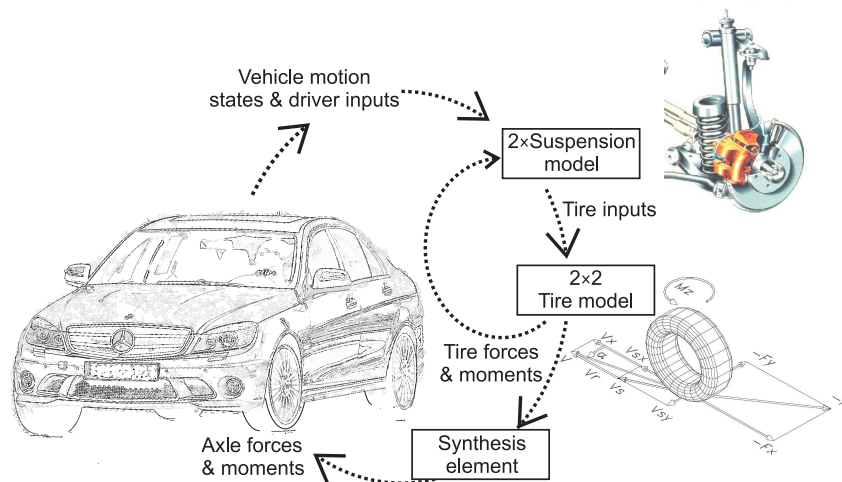 Vehicle motion
states & driver inputs
2×Suspension
model
Tire inputs
2×2
Tire model
Mz
Vx
Vsx
α
V
Vr
Vs
Vsy
-Fy
-Fx
Tire forces
& moments
Synthesis
element
Axle forces
& moments